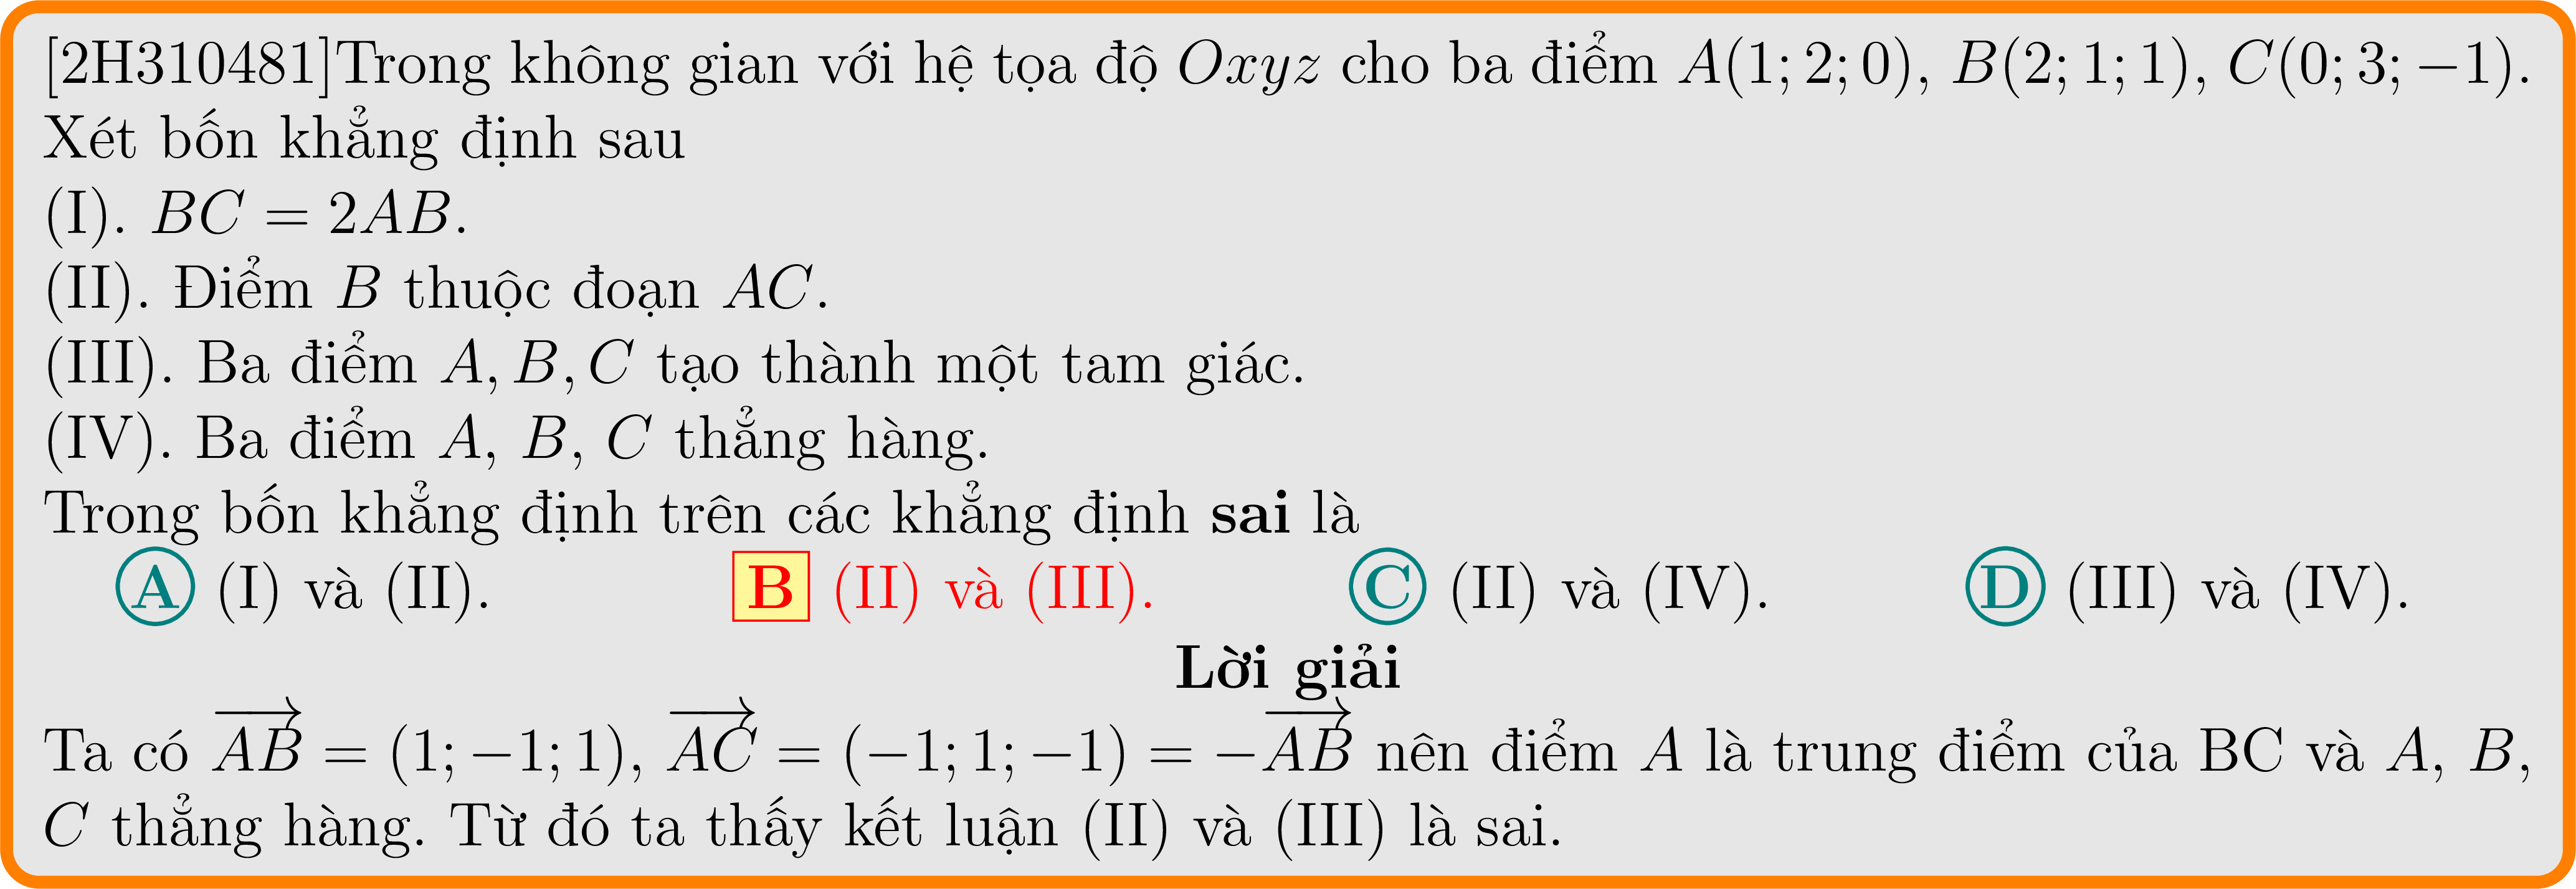 [2H310481]Trong không gian với hệ tọa độ Oxyz cho ba điểm A(1; 2; 0), B(2; 1; 1), C(0; 3; −1).
Xét bốn khẳng định sau
(I). BC = 2AB.
(II). Điểm B thuộc đoạn AC.
(III). Ba điểm A, B, C tạo thành một tam giác.
(IV). Ba điểm A, B, C thẳng hàng.
Trong bốn khẳng định trên các khẳng định sai là
A (I) và (II). B (II) và (III). C (II) và (IV). D (III) và (IV).
Lời giải
Ta có $\overrightarrow{AB}$ = (1; −1; 1), $\overrightarrow{AC}$ = (−1; 1; −1) = −$\overrightarrow{AB}$ nên điểm A là trung điểm của BC và A, B,
C thẳng hàng. Từ đó ta thấy kết luận (II) và (III) là sai.